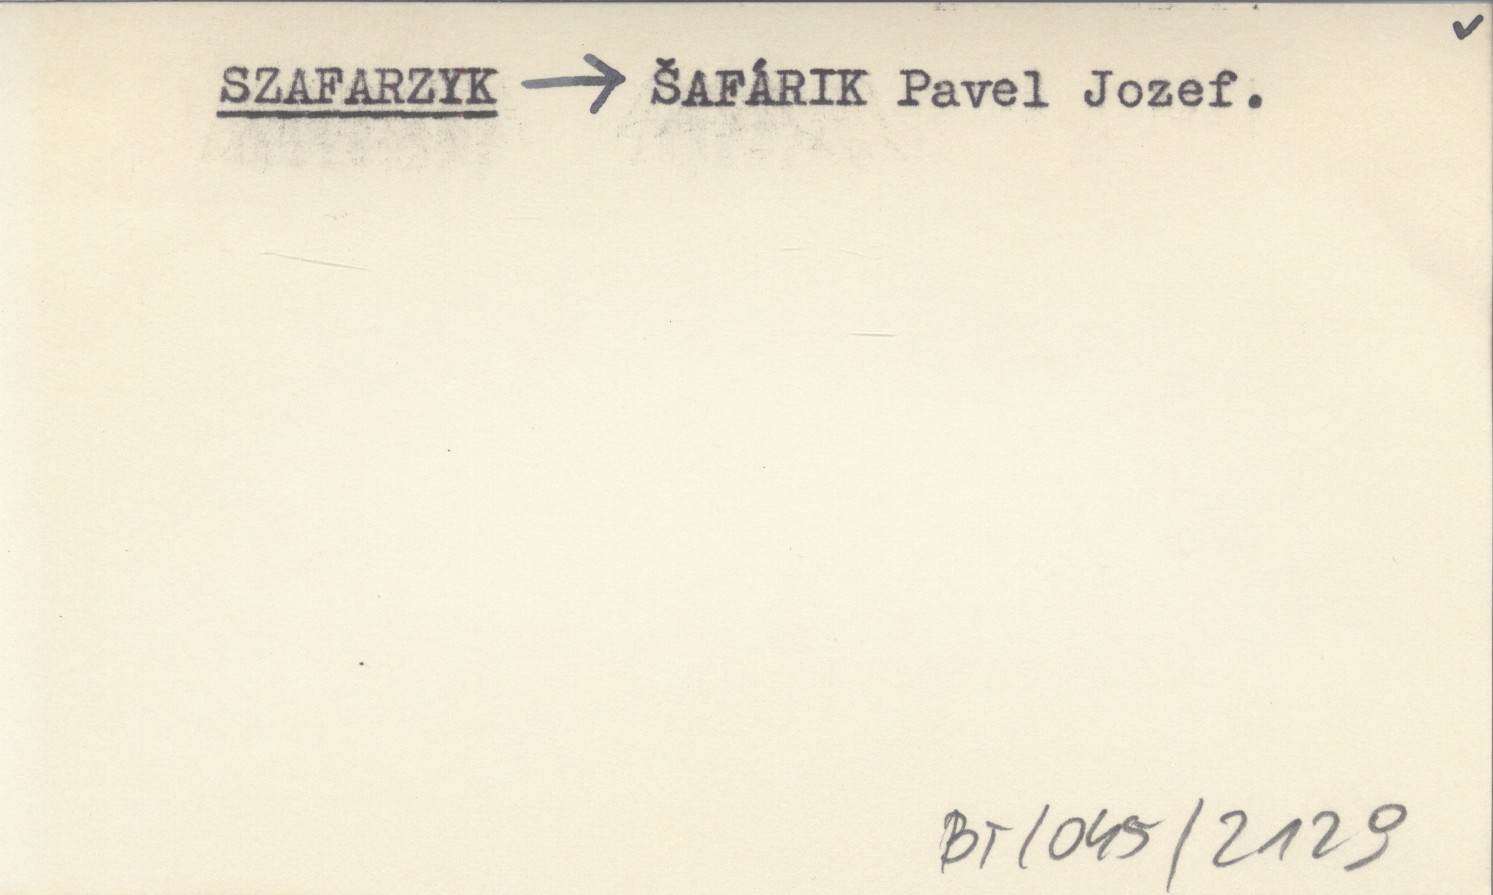 SZAFARZYK → ŠAFÁRIK Pavel Jozef.
BT/045/2129